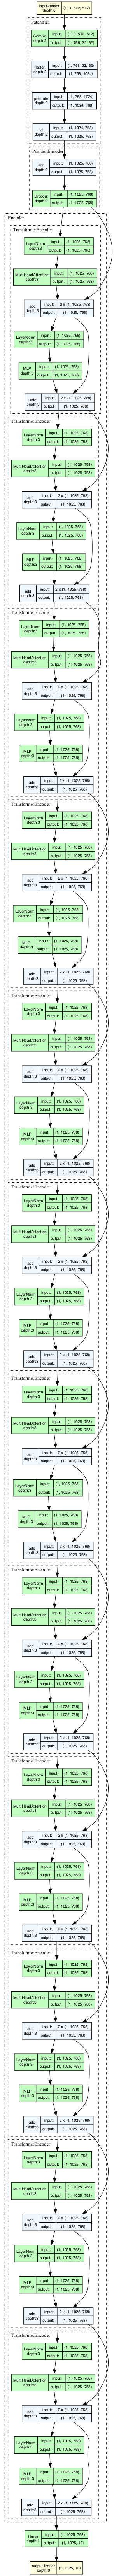 input-tensor
depth:0
(1, 3, 512, 512)
Patchifier
Conv2d
depth:2
input: (1, 3, 512, 512)
output: (1, 768, 32, 32)
flatten
depth:2
input: (1, 768, 32, 32)
output: (1, 768, 1024)
permute
depth:2
input: (1, 768, 1024)
output: (1, 1024, 768)
cat
depth:2
input: (1, 1024, 768)
output: (1, 1025, 768)
PositionEncoder
add
depth:2
input: (1, 1025, 768)
output: (1, 1025, 768)
Dropout
depth:2
input: (1, 1025, 768)
output: (1, 1025, 768)
Encoder
TransformerEncoder
LayerNorm
depth:3
input: (1, 1025, 768)
output: (1, 1025, 768)
MultiHeadAttention
depth:3
input: (1, 1025, 768)
output: (1, 1025, 768)
add
depth:3
input: 2 x (1, 1025, 768)
output: (1, 1025, 768)
LayerNorm
depth:3
input: (1, 1025, 768)
output: (1, 1025, 768)
MLP
depth:3
input: (1, 1025, 768)
output: (1, 1025, 768)
add
depth:3
input: 2 x (1, 1025, 768)
output: (1, 1025, 768)
TransformerEncoder
LayerNorm
depth:3
input: (1, 1025, 768)
output: (1, 1025, 768)
MultiHeadAttention
depth:3
input: (1, 1025, 768)
output: (1, 1025, 768)
add
depth:3
input: 2 x (1, 1025, 768)
output: (1, 1025, 768)
LayerNorm
depth:3
input: (1, 1025, 768)
output: (1, 1025, 768)
MLP
depth:3
input: (1, 1025, 768)
output: (1, 1025, 768)
add
depth:3
input: 2 x (1, 1025, 768)
output: (1, 1025, 768)
TransformerEncoder
LayerNorm
depth:3
input: (1, 1025, 768)
output: (1, 1025, 768)
MultiHeadAttention
depth:3
input: (1, 1025, 768)
output: (1, 1025, 768)
add
depth:3
input: 2 x (1, 1025, 768)
output: (1, 1025, 768)
LayerNorm
depth:3
input: (1, 1025, 768)
output: (1, 1025, 768)
MLP
depth:3
input: (1, 1025, 768)
output: (1, 1025, 768)
add
depth:3
input: 2 x (1, 1025, 768)
output: (1, 1025, 768)
TransformerEncoder
LayerNorm
depth:3
input: (1, 1025, 768)
output: (1, 1025, 768)
MultiHeadAttention
depth:3
input: (1, 1025, 768)
output: (1, 1025, 768)
add
depth:3
input: 2 x (1, 1025, 768)
output: (1, 1025, 768)
LayerNorm
depth:3
input: (1, 1025, 768)
output: (1, 1025, 768)
MLP
depth:3
input: (1, 1025, 768)
output: (1, 1025, 768)
add
depth:3
input: 2 x (1, 1025, 768)
output: (1, 1025, 768)
TransformerEncoder
LayerNorm
depth:3
input: (1, 1025, 768)
output: (1, 1025, 768)
MultiHeadAttention
depth:3
input: (1, 1025, 768)
output: (1, 1025, 768)
add
depth:3
input: 2 x (1, 1025, 768)
output: (1, 1025, 768)
LayerNorm
depth:3
input: (1, 1025, 768)
output: (1, 1025, 768)
MLP
depth:3
input: (1, 1025, 768)
output: (1, 1025, 768)
add
depth:3
input: 2 x (1, 1025, 768)
output: (1, 1025, 768)
TransformerEncoder
LayerNorm
depth:3
input: (1, 1025, 768)
output: (1, 1025, 768)
MultiHeadAttention
depth:3
input: (1, 1025, 768)
output: (1, 1025, 768)
add
depth:3
input: 2 x (1, 1025, 768)
output: (1, 1025, 768)
LayerNorm
depth:3
input: (1, 1025, 768)
output: (1, 1025, 768)
MLP
depth:3
input: (1, 1025, 768)
output: (1, 1025, 768)
add
depth:3
input: 2 x (1, 1025, 768)
output: (1, 1025, 768)
TransformerEncoder
LayerNorm
depth:3
input: (1, 1025, 768)
output: (1, 1025, 768)
MultiHeadAttention
depth:3
input: (1, 1025, 768)
output: (1, 1025, 768)
add
depth:3
input: 2 x (1, 1025, 768)
output: (1, 1025, 768)
LayerNorm
depth:3
input: (1, 1025, 768)
output: (1, 1025, 768)
MLP
depth:3
input: (1, 1025, 768)
output: (1, 1025, 768)
add
depth:3
input: 2 x (1, 1025, 768)
output: (1, 1025, 768)
TransformerEncoder
LayerNorm
depth:3
input: (1, 1025, 768)
output: (1, 1025, 768)
MultiHeadAttention
depth:3
input: (1, 1025, 768)
output: (1, 1025, 768)
add
depth:3
input: 2 x (1, 1025, 768)
output: (1, 1025, 768)
LayerNorm
depth:3
input: (1, 1025, 768)
output: (1, 1025, 768)
MLP
depth:3
input: (1, 1025, 768)
output: (1, 1025, 768)
add
depth:3
input: 2 x (1, 1025, 768)
output: (1, 1025, 768)
TransformerEncoder
LayerNorm
depth:3
input: (1, 1025, 768)
output: (1, 1025, 768)
MultiHeadAttention
depth:3
input: (1, 1025, 768)
output: (1, 1025, 768)
add
depth:3
input: 2 x (1, 1025, 768)
output: (1, 1025, 768)
LayerNorm
depth:3
input: (1, 1025, 768)
output: (1, 1025, 768)
MLP
depth:3
input: (1, 1025, 768)
output: (1, 1025, 768)
add
depth:3
input: 2 x (1, 1025, 768)
output: (1, 1025, 768)
TransformerEncoder
LayerNorm
depth:3
input: (1, 1025, 768)
output: (1, 1025, 768)
MultiHeadAttention
depth:3
input: (1, 1025, 768)
output: (1, 1025, 768)
add
depth:3
input: 2 x (1, 1025, 768)
output: (1, 1025, 768)
LayerNorm
depth:3
input: (1, 1025, 768)
output: (1, 1025, 768)
MLP
depth:3
input: (1, 1025, 768)
output: (1, 1025, 768)
add
depth:3
input: 2 x (1, 1025, 768)
output: (1, 1025, 768)
TransformerEncoder
LayerNorm
depth:3
input: (1, 1025, 768)
output: (1, 1025, 768)
MultiHeadAttention
depth:3
input: (1, 1025, 768)
output: (1, 1025, 768)
add
depth:3
input: 2 x (1, 1025, 768)
output: (1, 1025, 768)
LayerNorm
depth:3
input: (1, 1025, 768)
output: (1, 1025, 768)
MLP
depth:3
input: (1, 1025, 768)
output: (1, 1025, 768)
add
depth:3
input: 2 x (1, 1025, 768)
output: (1, 1025, 768)
TransformerEncoder
LayerNorm
depth:3
input: (1, 1025, 768)
output: (1, 1025, 768)
MultiHeadAttention
depth:3
input: (1, 1025, 768)
output: (1, 1025, 768)
add
depth:3
input: 2 x (1, 1025, 768)
output: (1, 1025, 768)
LayerNorm
depth:3
input: (1, 1025, 768)
output: (1, 1025, 768)
MLP
depth:3
input: (1, 1025, 768)
output: (1, 1025, 768)
add
depth:3
input: 2 x (1, 1025, 768)
output: (1, 1025, 768)
Linear
depth:1
input: (1, 1025, 768)
output: (1, 1025, 10)
output-tensor
depth:0
(1, 1025, 10)